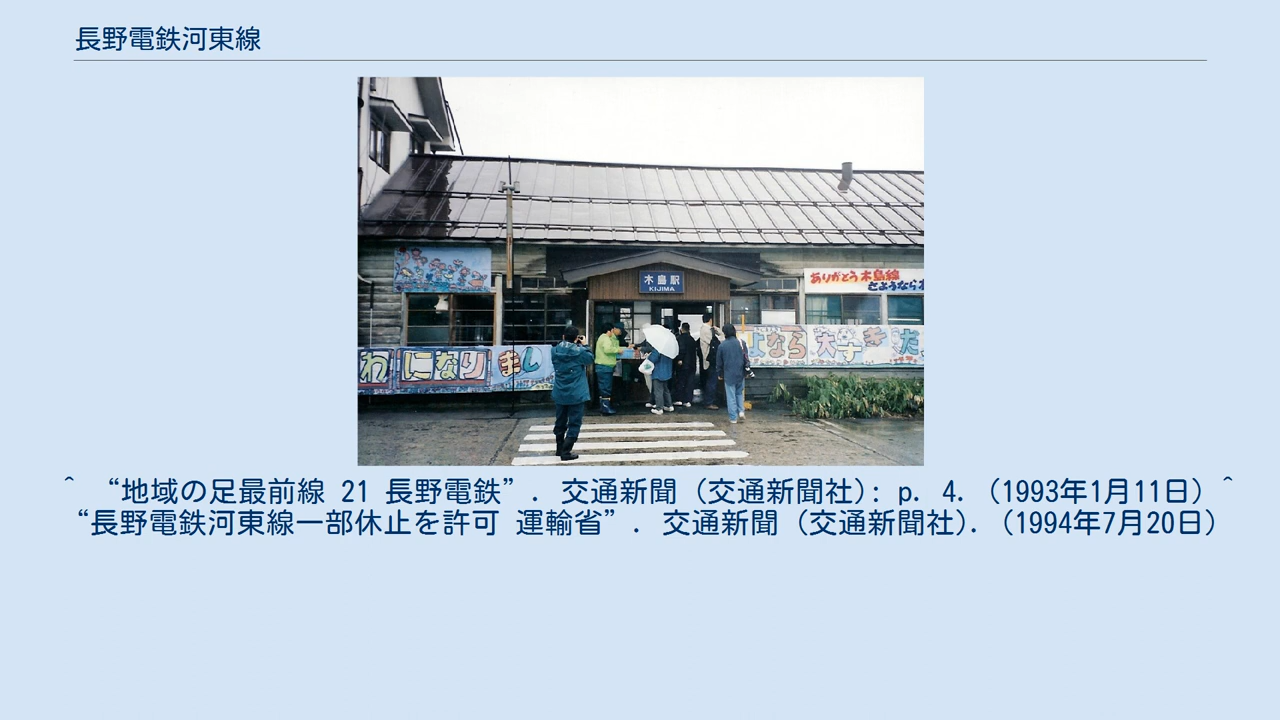 長野電鉄河東線
木島駅
KIJIMA
ありがとう木島線
さようなら
わになりまし
よなら大すきだ
^ “地域の足最前線 21 長野電鉄”. 交通新聞 (交通新聞社): p. 4. (1993年1月11日) ^
“長野電鉄河東線一部休止を許可 運輸省”. 交通新聞 (交通新聞社). (1994年7月20日)